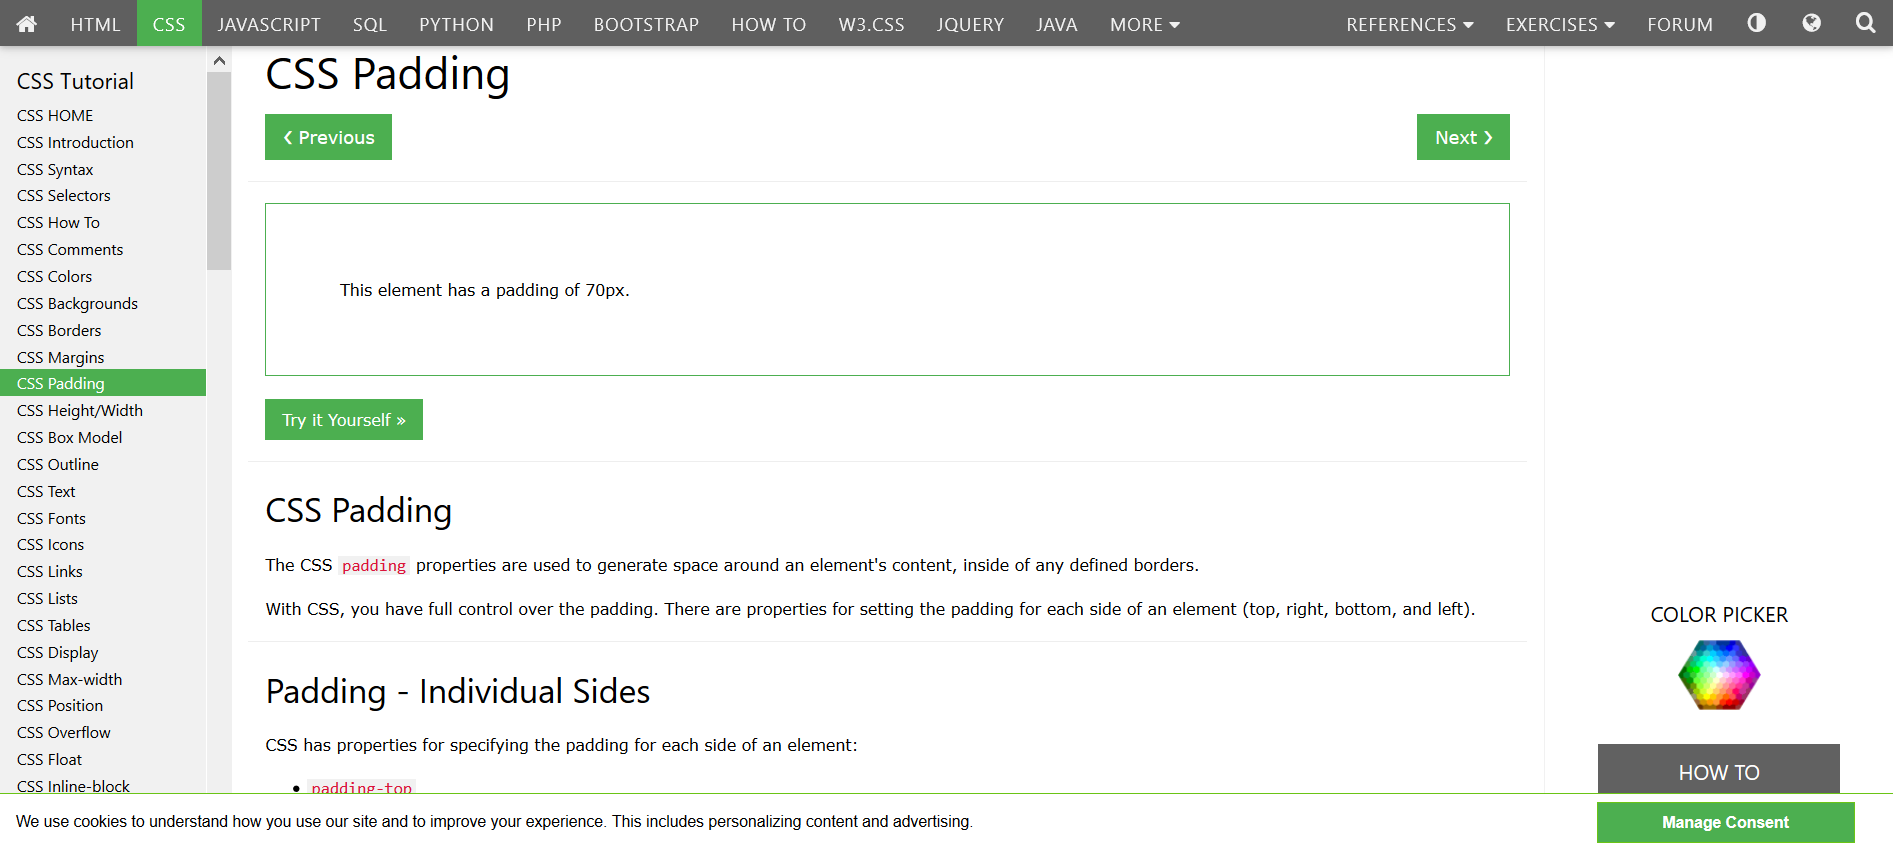 HTML CSS JAVASCRIPT SQL PYTHON PHP BOOTSTRAP HOW TO W3.CSS JQUERY JAVA MORE REFERENCES EXERCISES FORUM
CSS Tutorial
CSS HOME
CSS Introduction
CSS Syntax
CSS Selectors
CSS How To
CSS Comments
CSS Colors
CSS Backgrounds
CSS Borders
CSS Margins
CSS Padding
CSS Height/Width
CSS Box Model
CSS Outline
CSS Text
CSS Fonts
CSS Icons
CSS Links
CSS Lists
CSS Tables
CSS Display
CSS Max-width
CSS Position
CSS Overflow
CSS Float
CSS Inline-block
CSS Padding
❮ Previous
Next ❯
This element has a padding of 70px.
Try it Yourself »
CSS Padding
The CSS padding properties are used to generate space around an element's content, inside of any defined borders.
With CSS, you have full control over the padding. There are properties for setting the padding for each side of an element (top, right, bottom, and left).
Padding - Individual Sides
CSS has properties for specifying the padding for each side of an element:
• padding-top
COLOR PICKER
HOW TO
We use cookies to understand how you use our site and to improve your experience. This includes personalizing content and advertising.
Manage Consent